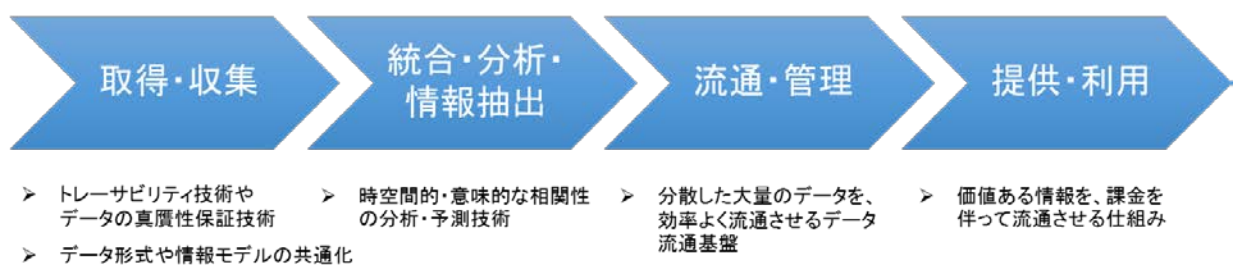 取得・収集
統合・分析・
情報抽出
流通・管理
提供・利用
➢ トレーサビリティ技術や
データの真贋性保証技術
➢ データ形式や情報モデルの共通化
➢ 時空間的・意味的な相関性
の分析・予測技術
➢ 分散した大量のデータを、
効率よく流通させるデータ
流通基盤
➢ 価値ある情報を、課金を
伴って流通させる仕組み